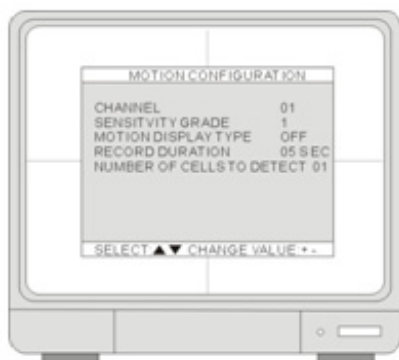 MOTION CONFIGURATION
CHANNEL 01
SENSITVITY GRADE 1
MOTION DISPLAY TYPE OFF
RECORD DURATION 05 SEC
NUMBER OF CELLS TO DETECT 01
SELECT ▲▼ CHANGE VALUE + -